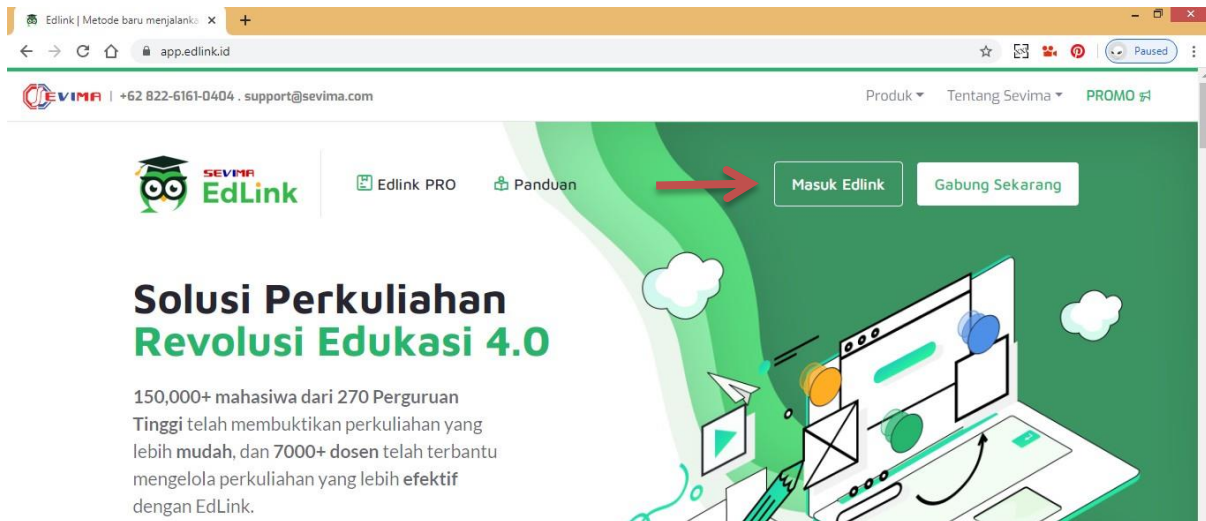 Edlink | Metode baru menjalanka
app.edlink.id
Paused
SEVIMA | +62 822-6161-0404 . support@sevima.com
Produk
Tentang Sevima
PROMO
SEVIMA
EdLink
Edlink PRO
Panduan
Masuk Edlink
Gabung Sekarang
Solusi Perkuliahan
Revolusi Edukasi 4.0
150,000+ mahasiwa dari 270 Perguruan
Tinggi telah membuktikan perkuliahan yang
lebih mudah, dan 7000+ dosen telah terbantu
mengelola perkuliahan yang lebih efektif
dengan EdLink.